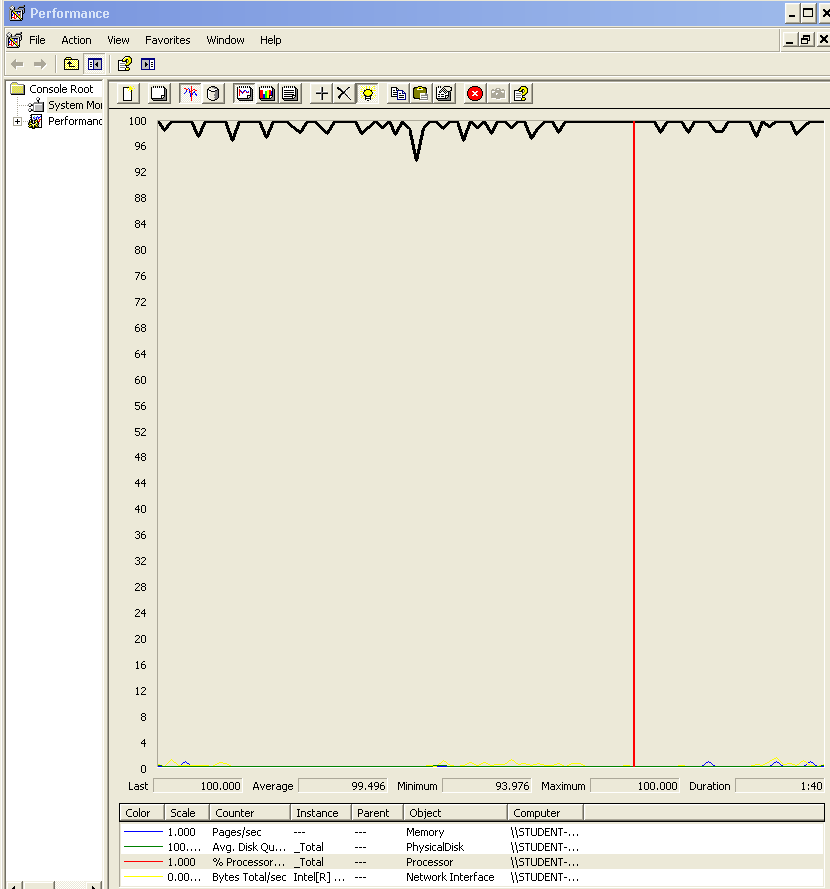 Performance
File Action View Favorites Window Help
Console Root
System Mo
Performanc
100
96
92
88
84
80
76
72
68
64
60
56
52
48
44
40
36
32
28
24
20
16
12
8
4
0
Last 100.000 Average 99.496 Minimum 93.976 Maximum 100.000 Duration 1:40
Color Scale Counter Instance Parent Object Computer
1.000 Pages/sec --- --- Memory \\STUDENT-...
100.... Avg. Disk Qu... _Total --- PhysicalDisk \\STUDENT-...
1.000 % Processor... _Total --- Processor \\STUDENT-...
0.00... Bytes Total/sec Intel[R] ... --- Network Interface \\STUDENT-...